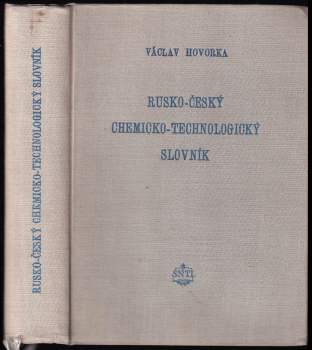 RUSKO-ČESKÝ CHEMICKO-TECHNOLOGICKÝ SLOVNÍK
VÁCLAV HOVORKA
RUSKO-ČESKÝ
CHEMICKO-TECHNOLOGICKÝ
SLOVNÍK
SNTL